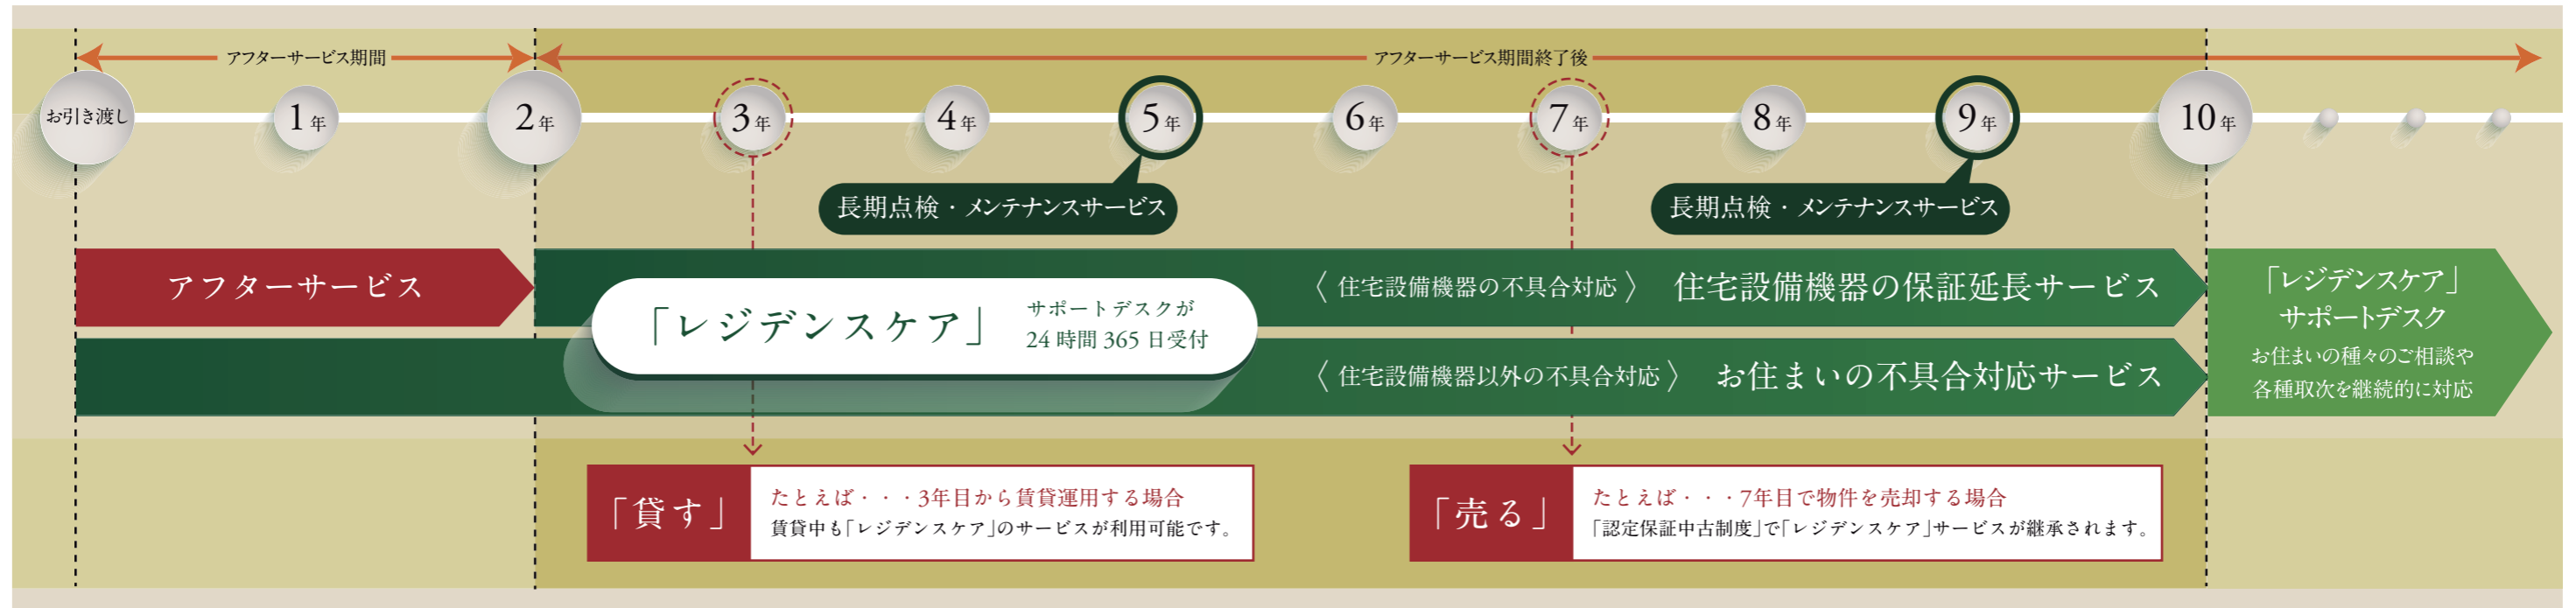 アフターサービス期間
アフターサービス期間終了後
お引き渡し
1年
2年
3年
4年
5年
6年
7年
8年
9年
10年
長期点検・メンテナンスサービス
長期点検・メンテナンスサービス
アフターサービス
「レジデンスケア」
サポートデスクが
24時間365日受付
〈住宅設備機器の不具合対応〉 住宅設備機器の保証延長サービス
〈住宅設備機器以外の不具合対応〉 お住まいの不具合対応サービス
「レジデンスケア」
サポートデスク
お住まいの種々のご相談や
各種取次を継続的に対応
「貸す」
たとえば・・・3年目から賃貸運用する場合
賃貸中も「レジデンスケア」のサービスが利用可能です。
「売る」
たとえば・・・7年目で物件を売却する場合
「認定保証中古制度」で「レジデンスケア」サービスが継承されます。